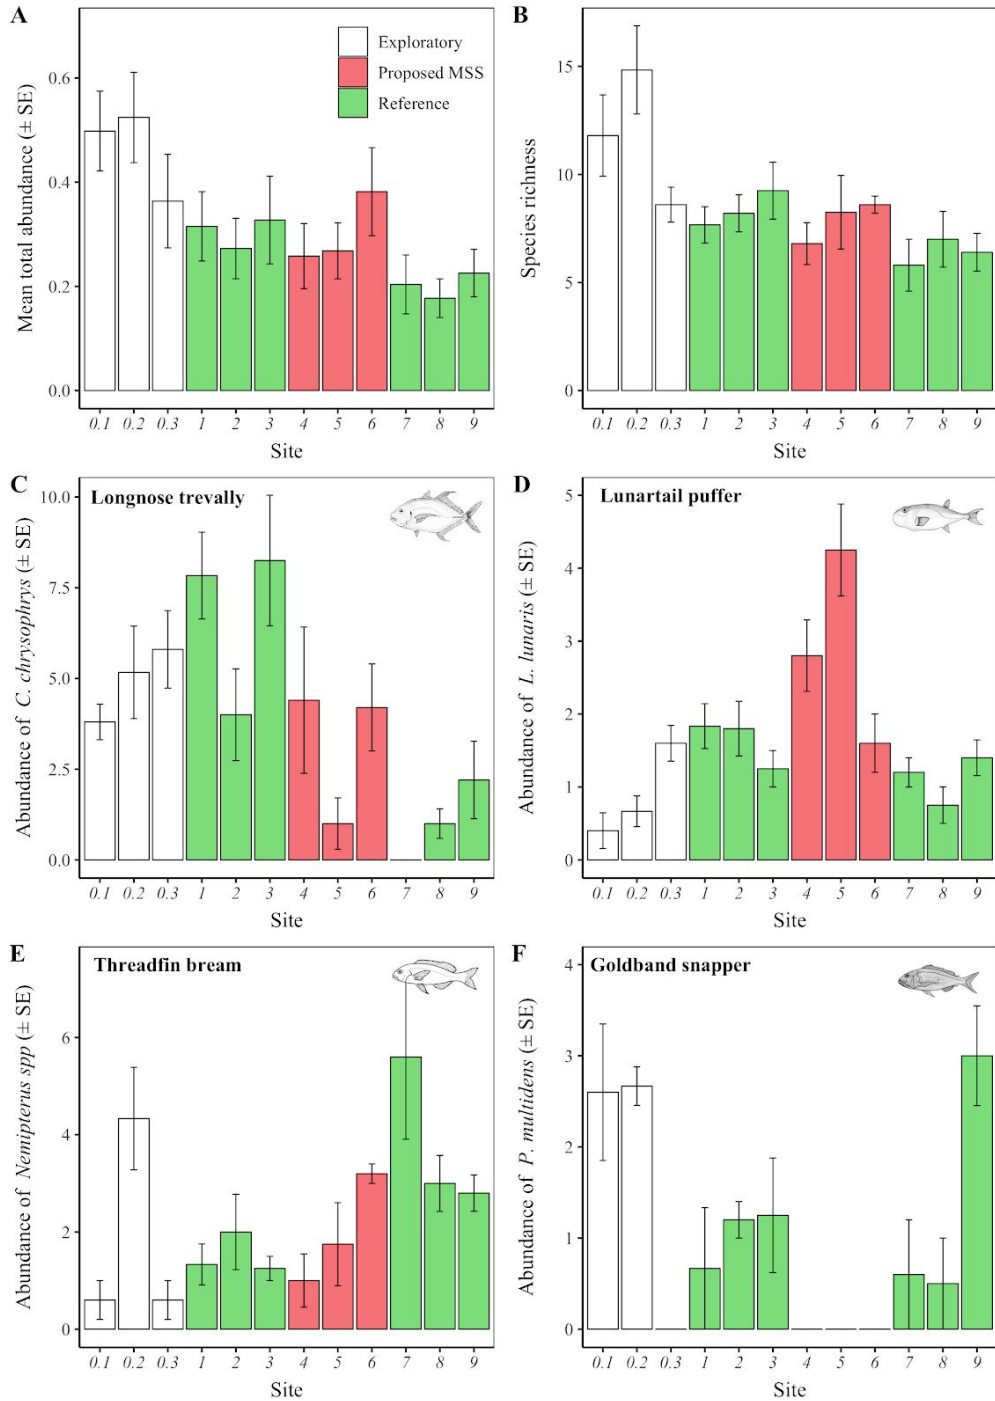 A
Mean total abundance (± SE)
0.6
0.4
0.2
0.0
Exploratory
Proposed MSS
Reference
0.1 0.2 0.3 1 2 3 4 5 6 7 8 9
Site
B
Species richness
15
10
5
0
0.1 0.2 0.3 1 2 3 4 5 6 7 8 9
Site
C
Longnose trevally
Abundance of C. chrysophrys (± SE)
10.0
7.5
5.0
2.5
0.0
0.1 0.2 0.3 1 2 3 4 5 6 7 8 9
Site
D
Lunartail puffer
Abundance of L. lunaris (± SE)
5
4
3
2
1
0
0.1 0.2 0.3 1 2 3 4 5 6 7 8 9
Site
E
Threadfin bream
Abundance of Nemipterus spp (± SE)
6
4
2
0
0.1 0.2 0.3 1 2 3 4 5 6 7 8 9
Site
F
Goldband snapper
Abundance of P. multidens (± SE)
4
3
2
1
0
0.1 0.2 0.3 1 2 3 4 5 6 7 8 9
Site